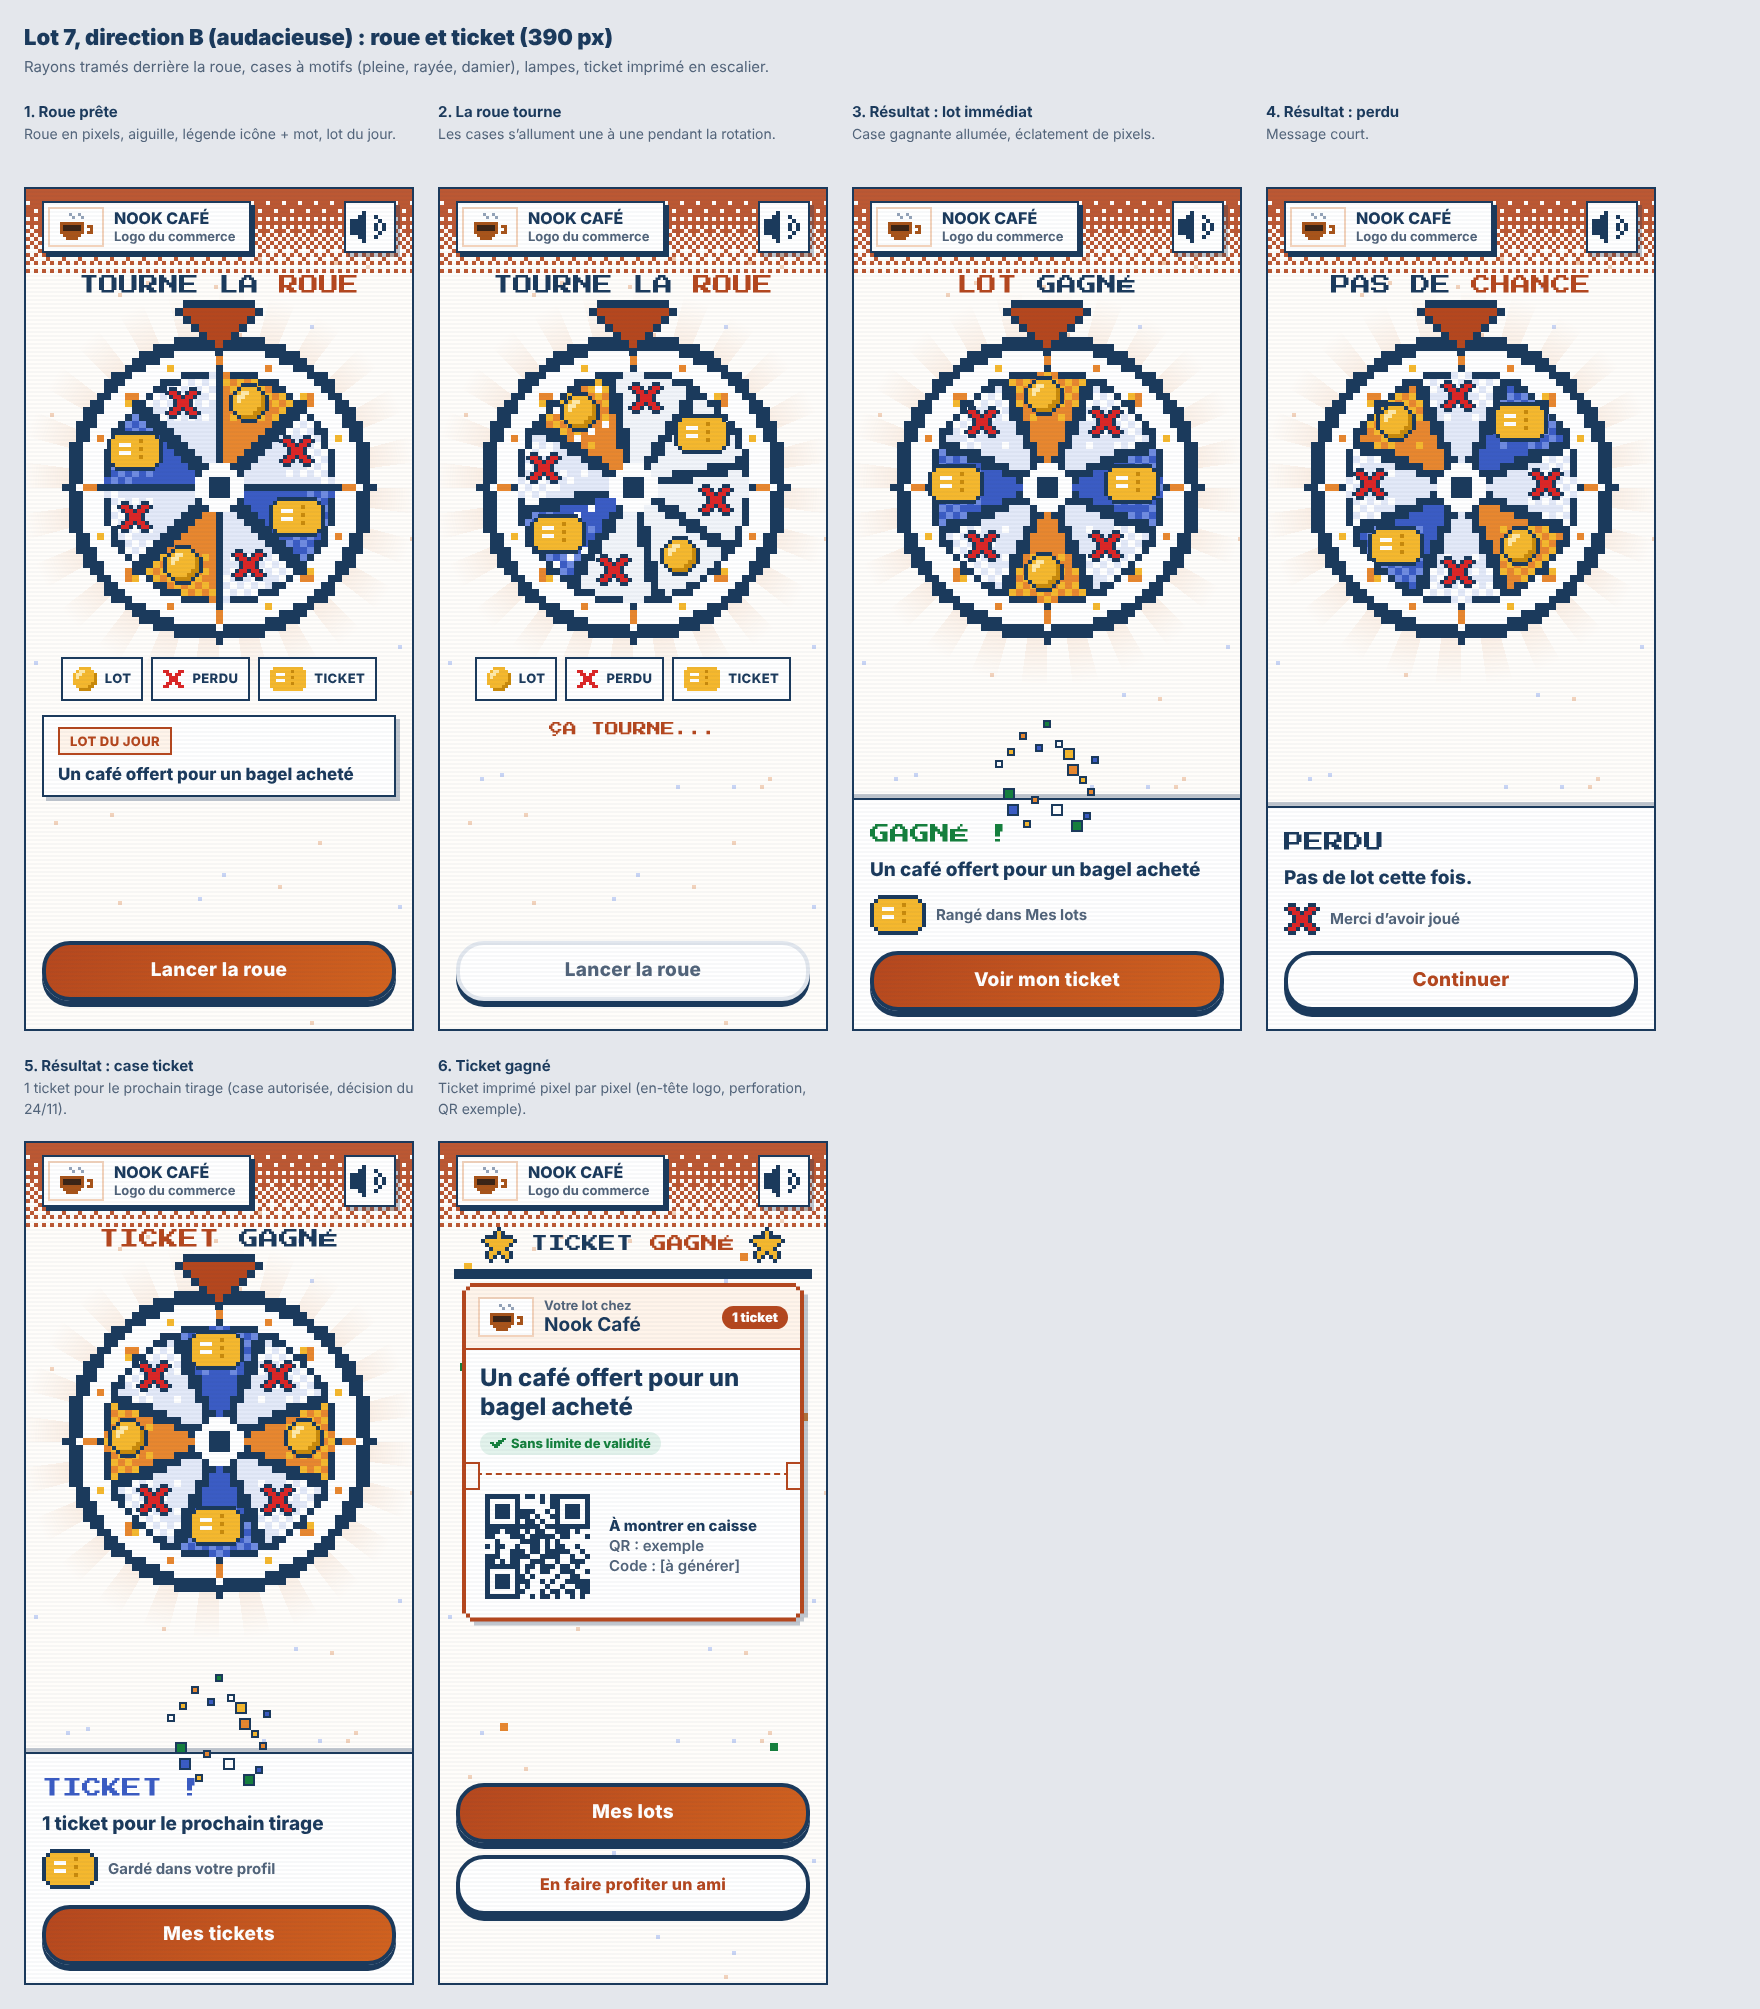 Lot 7, direction B (audacieuse) : roue et ticket (390 px)
Rayons tramés derrière la roue, cases à motifs (pleine, rayée, damier), lampes, ticket imprimé en escalier.
1. Roue prête
Roue en pixels, aiguille, légende icône + mot, lot du jour.
NOOK CAFÉ
Logo du commerce
TOURNE LA ROUE
LOT
PERDU
TICKET
LOT DU JOUR
Un café offert pour un bagel acheté
Lancer la roue
2. La roue tourne
Les cases s’allument une à une pendant la rotation.
NOOK CAFÉ
Logo du commerce
TOURNE LA ROUE
LOT
PERDU
TICKET
ÇA TOURNE...
Lancer la roue
3. Résultat : lot immédiat
Case gagnante allumée, éclatement de pixels.
NOOK CAFÉ
Logo du commerce
LOT GAGNé
GAGNé !
Un café offert pour un bagel acheté
Rangé dans Mes lots
Voir mon ticket
4. Résultat : perdu
Message court.
NOOK CAFÉ
Logo du commerce
PAS DE CHANCE
PERDU
Pas de lot cette fois.
Merci d’avoir joué
Continuer
5. Résultat : case ticket
1 ticket pour le prochain tirage (case autorisée, décision du
24/11).
NOOK CAFÉ
Logo du commerce
TICKET GAGNé
TICKET !
1 ticket pour le prochain tirage
Gardé dans votre profil
Mes tickets
6. Ticket gagné
Ticket imprimé pixel par pixel (en-tête logo, perforation,
QR exemple).
NOOK CAFÉ
Logo du commerce
TICKET GAGNé
Votre lot chez
Nook Café
1 ticket
Un café offert pour un
bagel acheté
Sans limite de validité
À montrer en caisse
QR : exemple
Code : [à générer]
Mes lots
En faire profiter un ami